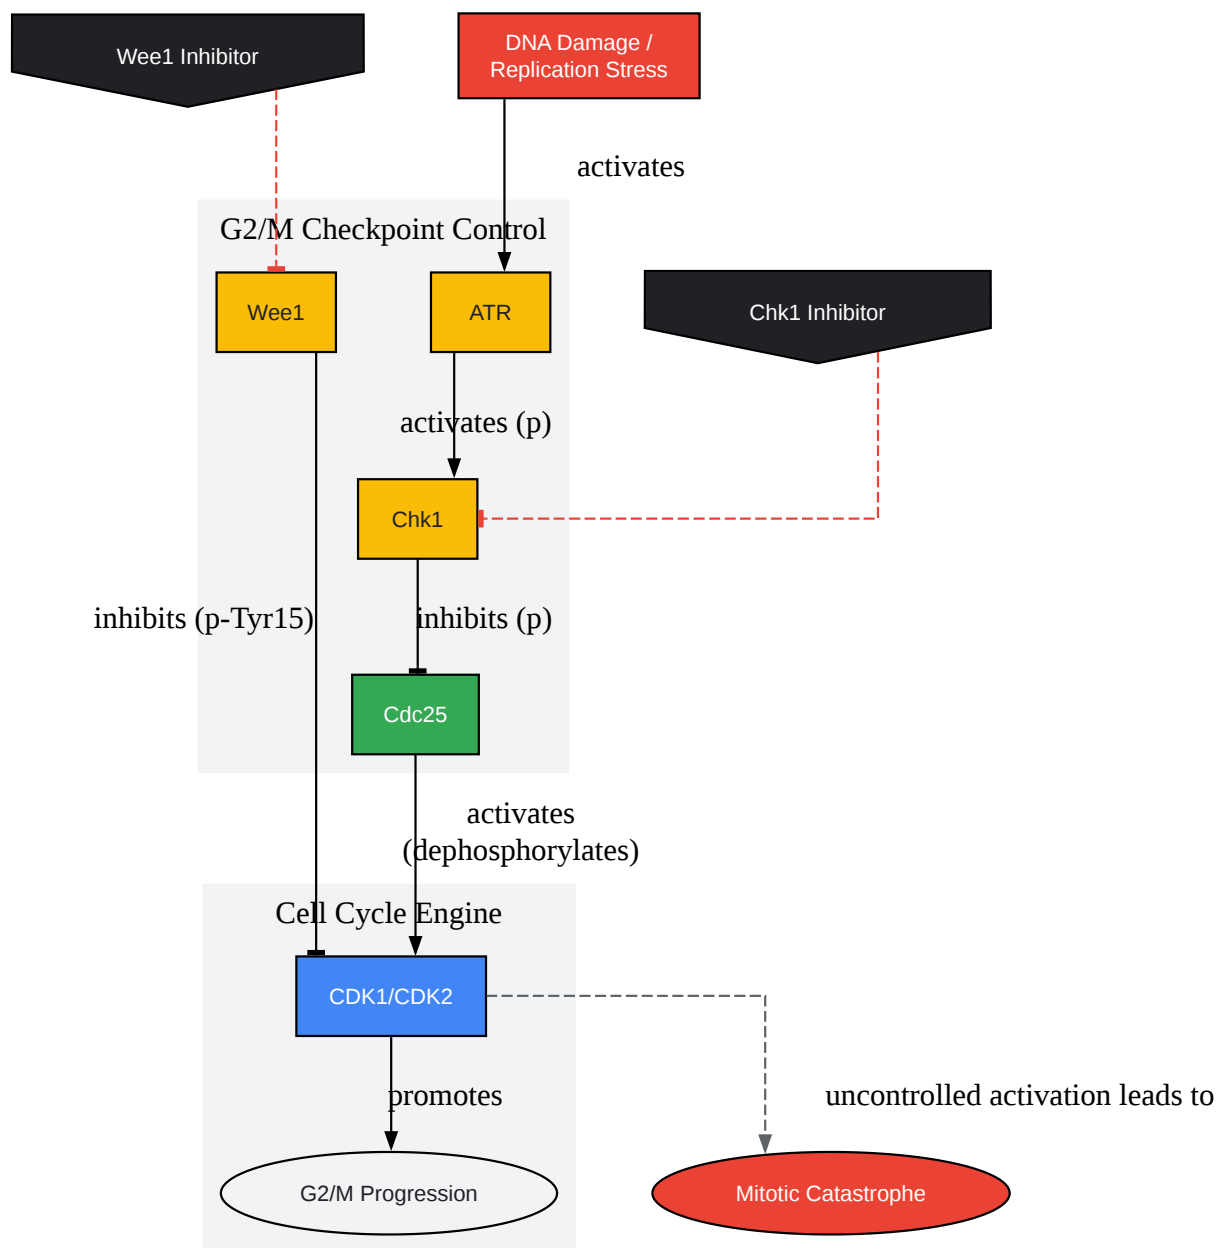 Wee1 Inhibitor
DNA Damage /
Replication Stress
activates
G2/M Checkpoint Control
Wee1
ATR
Chk1 Inhibitor
activates (p)
Chk1
inhibits (p-Tyr15)
inhibits (p)
Cdc25
activates
(dephosphorylates)
Cell Cycle Engine
CDK1/CDK2
promotes
uncontrolled activation leads to
G2/M Progression
Mitotic Catastrophe